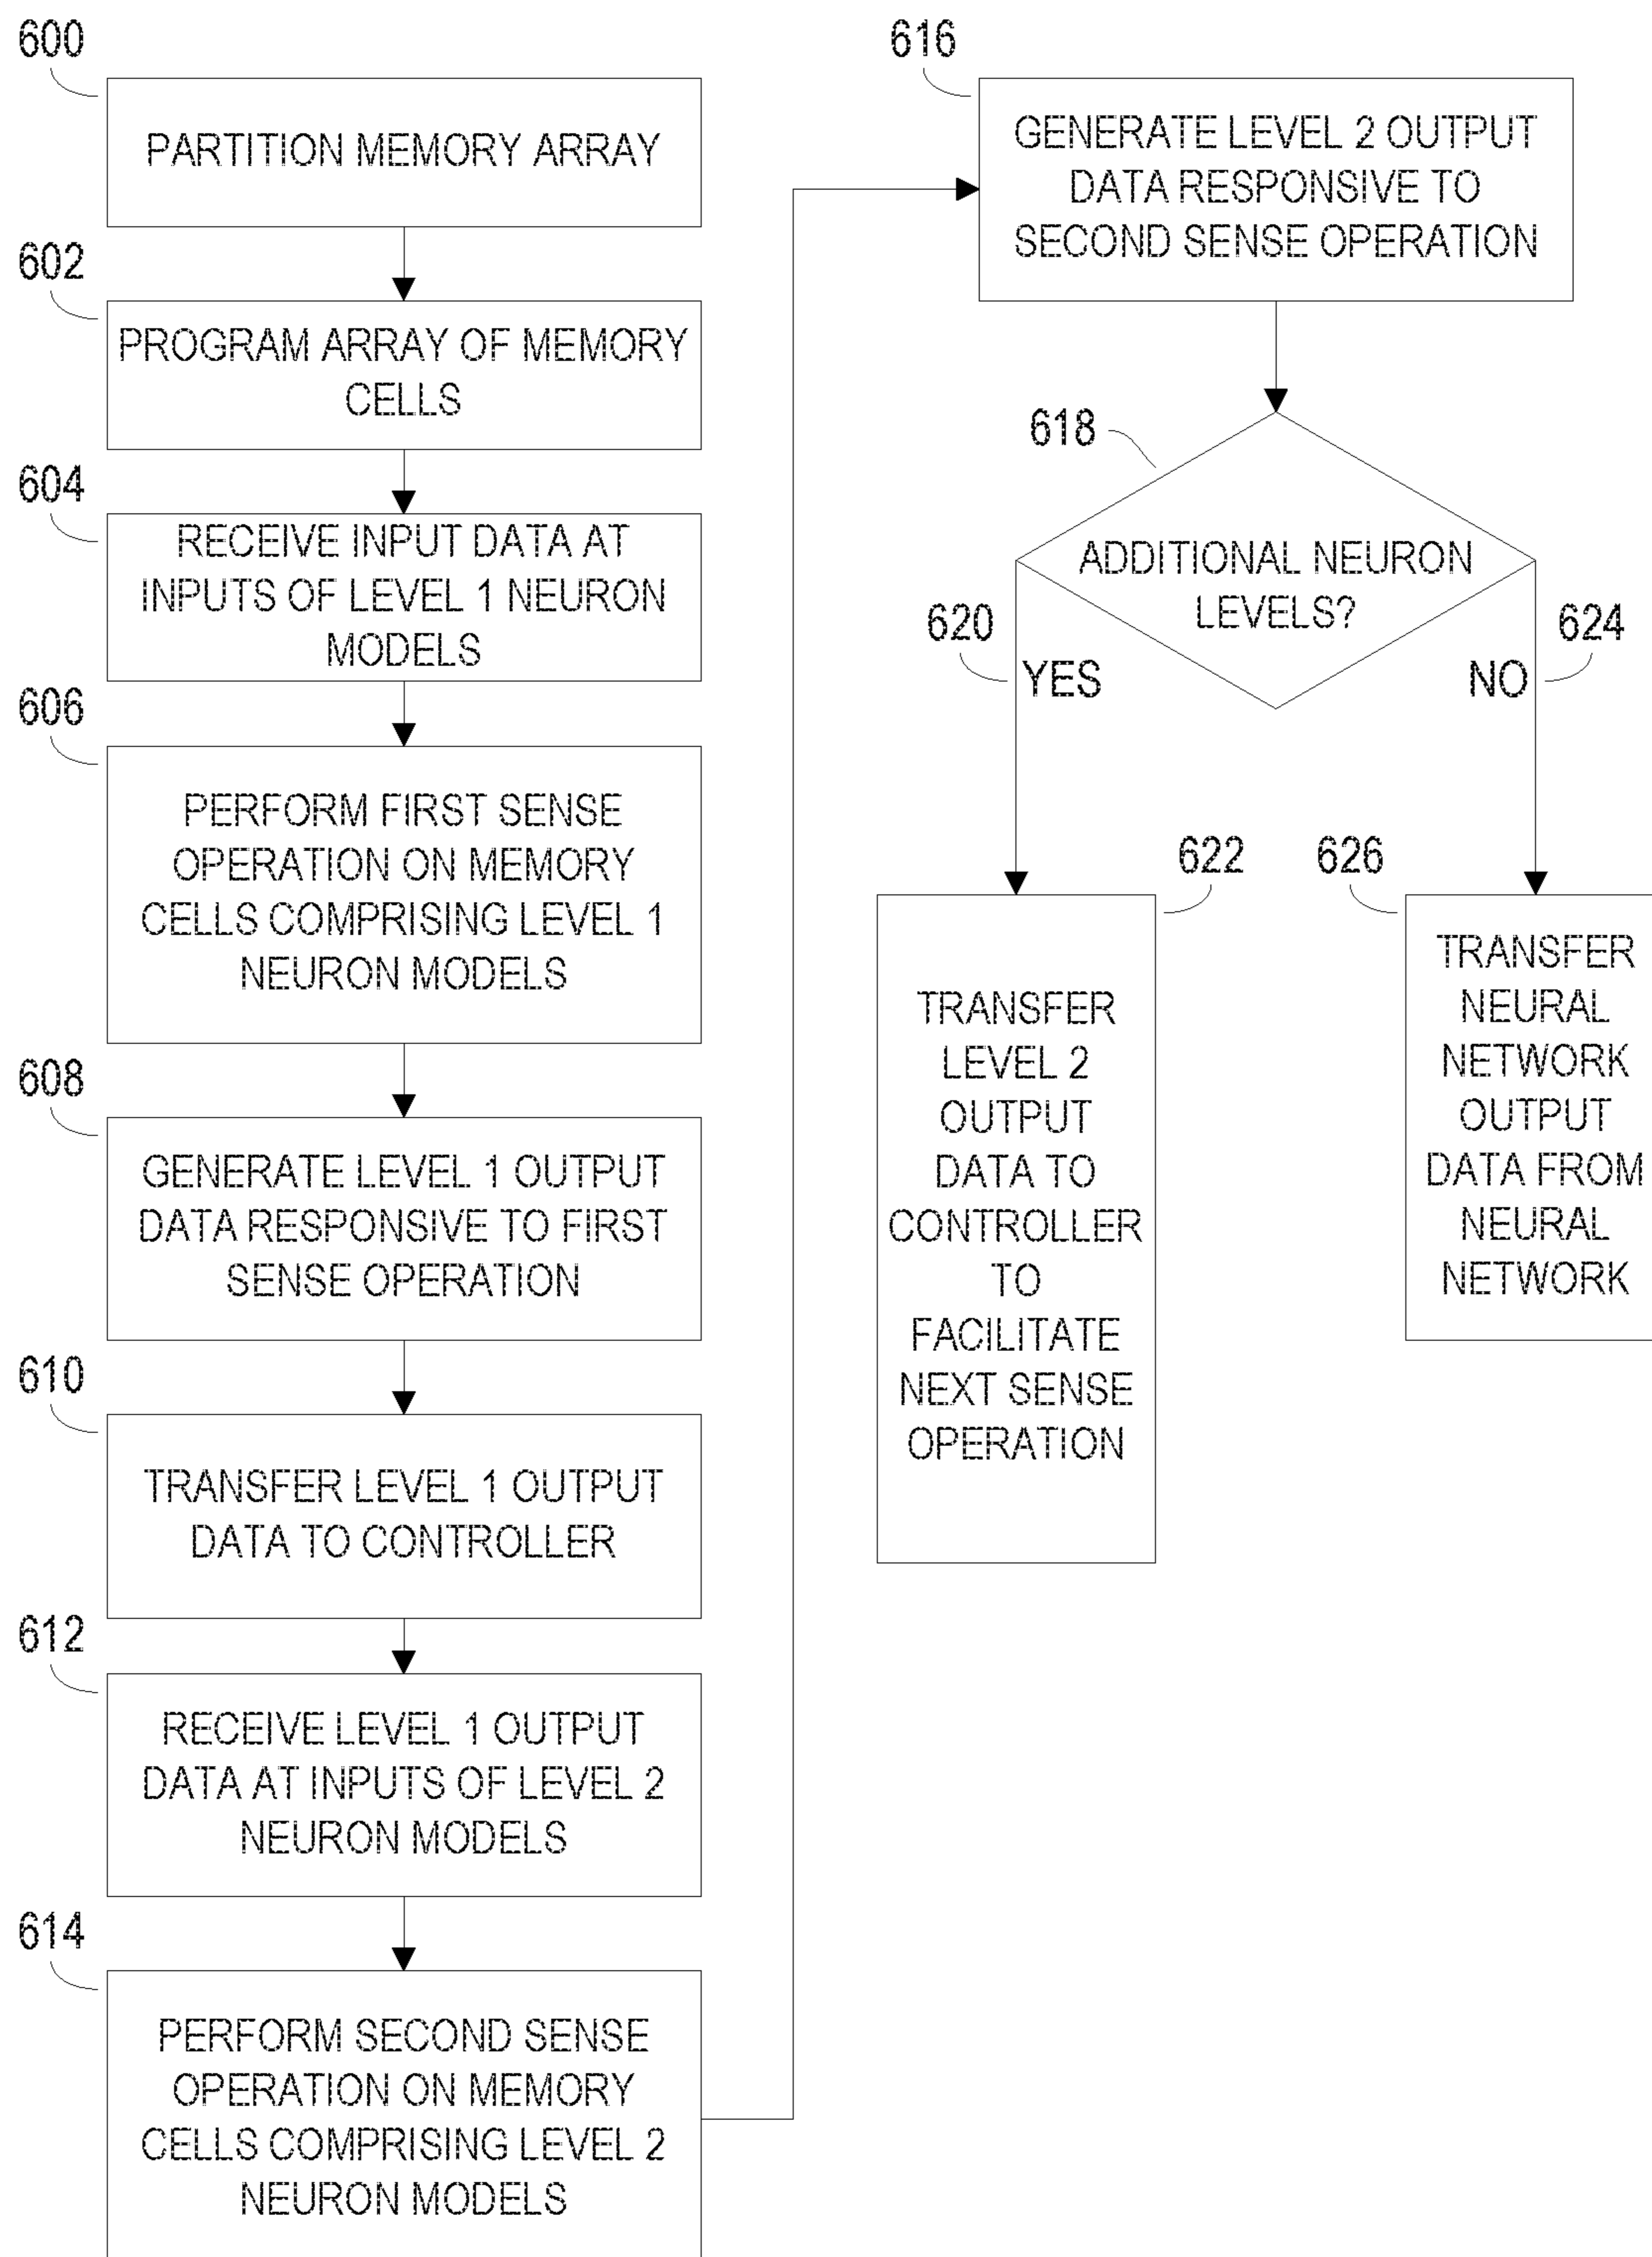 600
PARTITION MEMORY ARRAY
602
PROGRAM ARRAY OF MEMORY
CELLS
604
RECEIVE INPUT DATA AT
INPUTS OF LEVEL 1 NEURON
MODELS
606
PERFORM FIRST SENSE
OPERATION ON MEMORY
CELLS COMPRISING LEVEL 1
NEURON MODELS
608
GENERATE LEVEL 1 OUTPUT
DATA RESPONSIVE TO FIRST
SENSE OPERATION
610
TRANSFER LEVEL 1 OUTPUT
DATA TO CONTROLLER
612
RECEIVE LEVEL 1 OUTPUT
DATA AT INPUTS OF LEVEL 2
NEURON MODELS
614
PERFORM SECOND SENSE
OPERATION ON MEMORY
CELLS COMPRISING LEVEL 2
NEURON MODELS
616
GENERATE LEVEL 2 OUTPUT
DATA RESPONSIVE TO
SECOND SENSE OPERATION
618
ADDITIONAL NEURON
LEVELS?
620
YES
624
NO
622
TRANSFER
LEVEL 2
OUTPUT
DATA TO
CONTROLLER
TO
FACILITATE
NEXT SENSE
OPERATION
626
TRANSFER
NEURAL
NETWORK
OUTPUT
DATA FROM
NEURAL
NETWORK